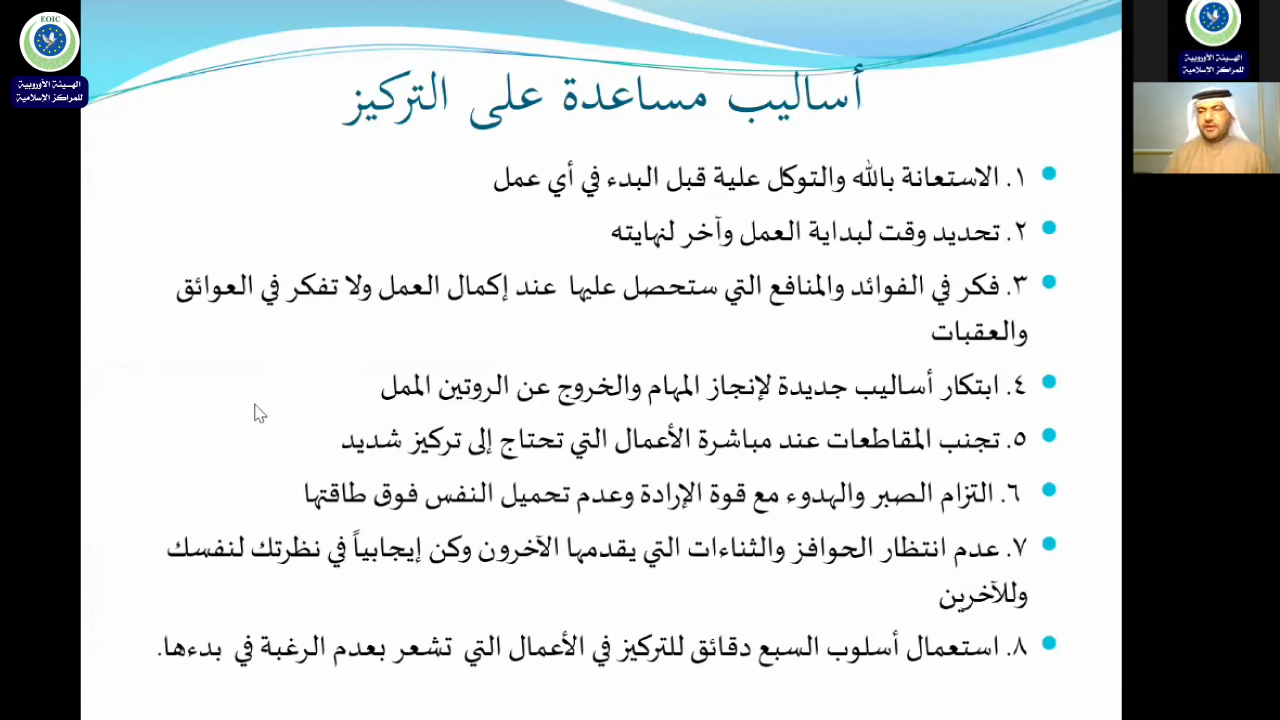 EOIC
الهيئة الأوروبية
للمراكز الإسلامية
أساليب مساعدة على التركيز
١. الاستعانة بالله والتوكل علية قبل البدء في أي عمل
٢. تحديد وقت لبداية العمل وآخر لنهايته
٣. فكر في الفوائد والمنافع التي ستحصل عليها عند إكمال العمل ولا تفكر في العوائق
والعقبات
٤. ابتكار أساليب جديدة لإنجاز المهام والخروج عن الروتين الممل
٥. تجنب المقاطعات عند مباشرة الأعمال التي تحتاج إلى تركيز شديد
٦. التزام الصبر والهدوء مع قوة الإرادة وعدم تحميل النفس فوق طاقتها
٧. عدم انتظار الحوافز والثناءات التي يقدمها الآخرون وكن إيجابياً في نظرتك لنفسك
وللآخرين
٨. استعمال أسلوب السبع دقائق للتركيز في الأعمال التي تشعر بعدم الرغبة في بدءها.
الهيئة الأوروبية
للمراكز الاسلامية